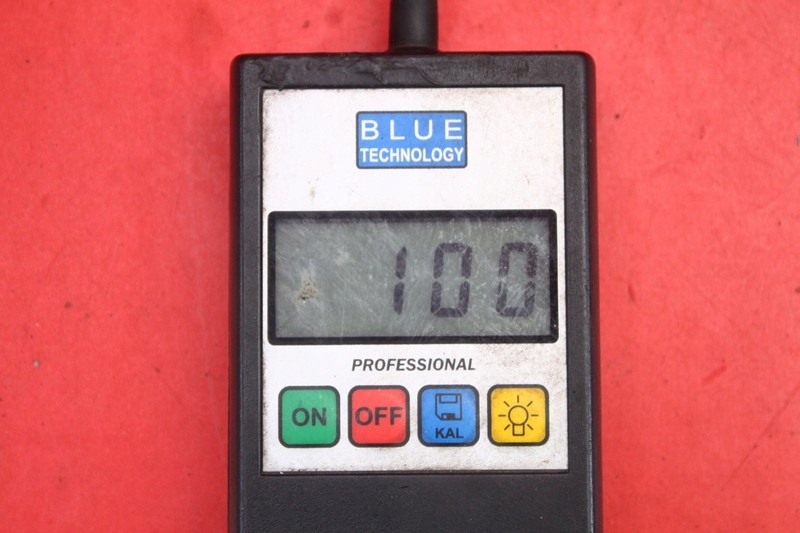 BLUE
TECHNOLOGY
100
PROFESSIONAL
ON OFF KAL